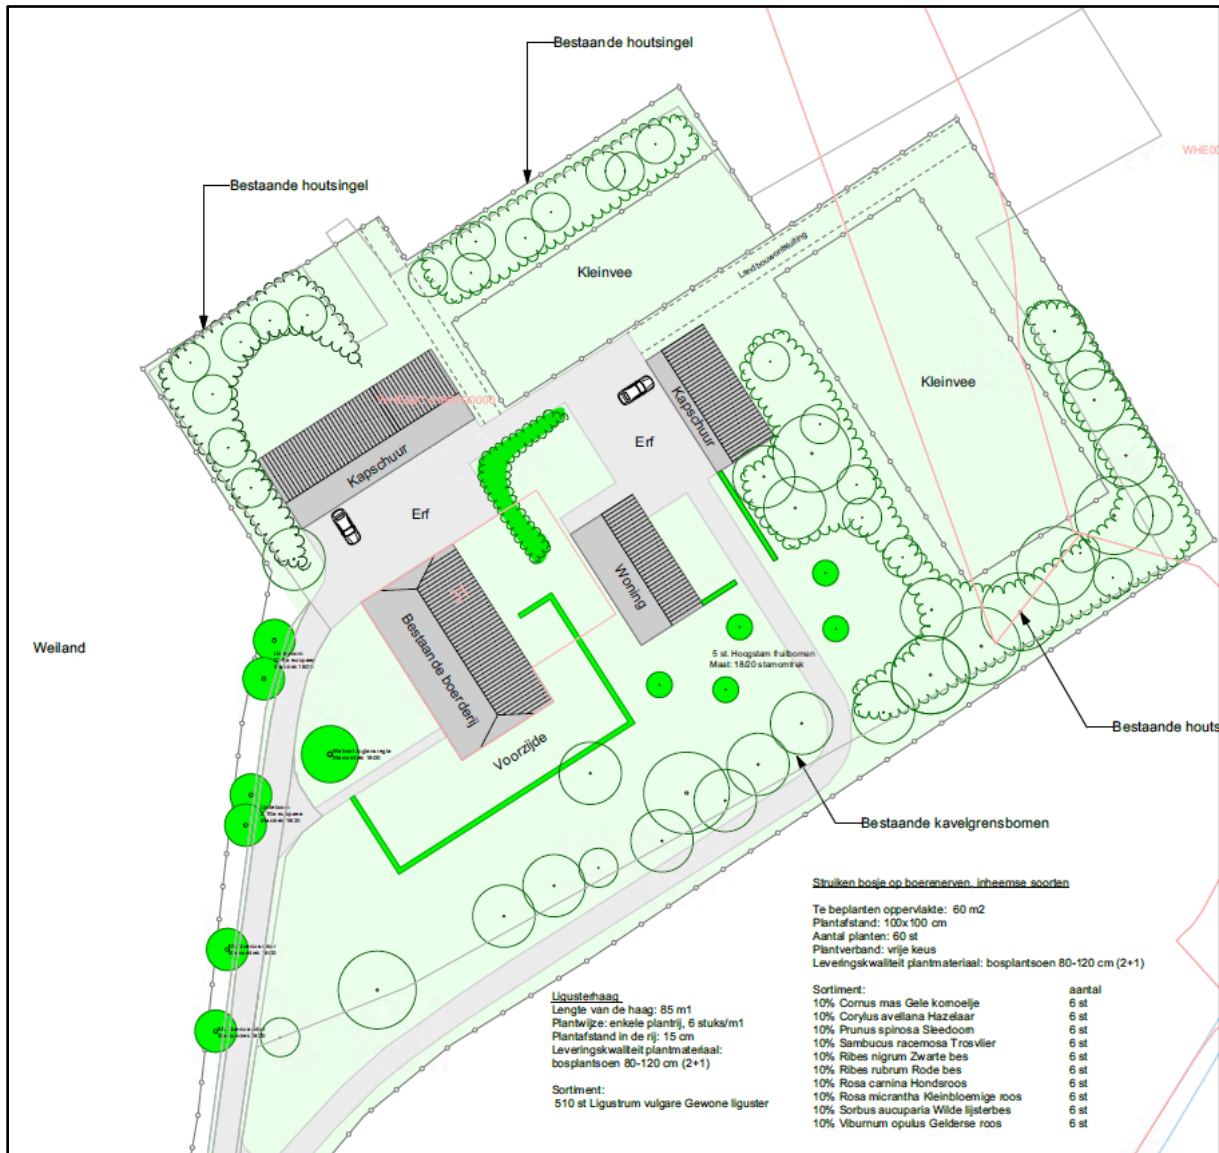 Bestaande houtsingel
Bestaande houtsingel
WHE00
Landbouwontsluiting
Kleinvee
Kleinvee
Kapschuur
Kapschuur
Erf
Erf
Woning
Bestaande boerderij
Voorzijde
Weiland
5 st. Hoogstam fruitbomen
Maat: 18/20 stamomtrek
Bestaande houts
Bestaande kavelgrensbomen
Struiken bosje op boerenerven, inheemse soorten
Te beplanten oppervlakte: 60 m2
Plantafstand: 100x100 cm
Aantal planten: 60 st
Plantverband: vrije keus
Leveringskwaliteit plantmateriaal: bosplantsoen 80-120 cm (2+1)
Sortiment: aantal
10% Cornus mas Gele kornoelje 6 st
10% Corylus avellana Hazelaar 6 st
10% Prunus spinosa Sleedoorn 6 st
10% Sambucus racemosa Trosvlier 6 st
10% Ribes nigrum Zwarte bes 6 st
10% Ribes rubrum Rode bes 6 st
10% Rosa carnina Hondsroos 6 st
10% Rosa micrantha Kleinbloemige roos 6 st
10% Sorbus aucuparia Wilde lijsterbes 6 st
10% Viburnum opulus Gelderse roos 6 st
Ligusterhaag
Lengte van de haag: 85 m1
Plantwijze: enkele plantrij, 6 stuks/m1
Plantafstand in de rij: 15 cm
Leveringskwaliteit plantmateriaal:
bosplantsoen 80-120 cm (2+1)
Sortiment:
510 st Ligustrum vulgare Gewone liguster